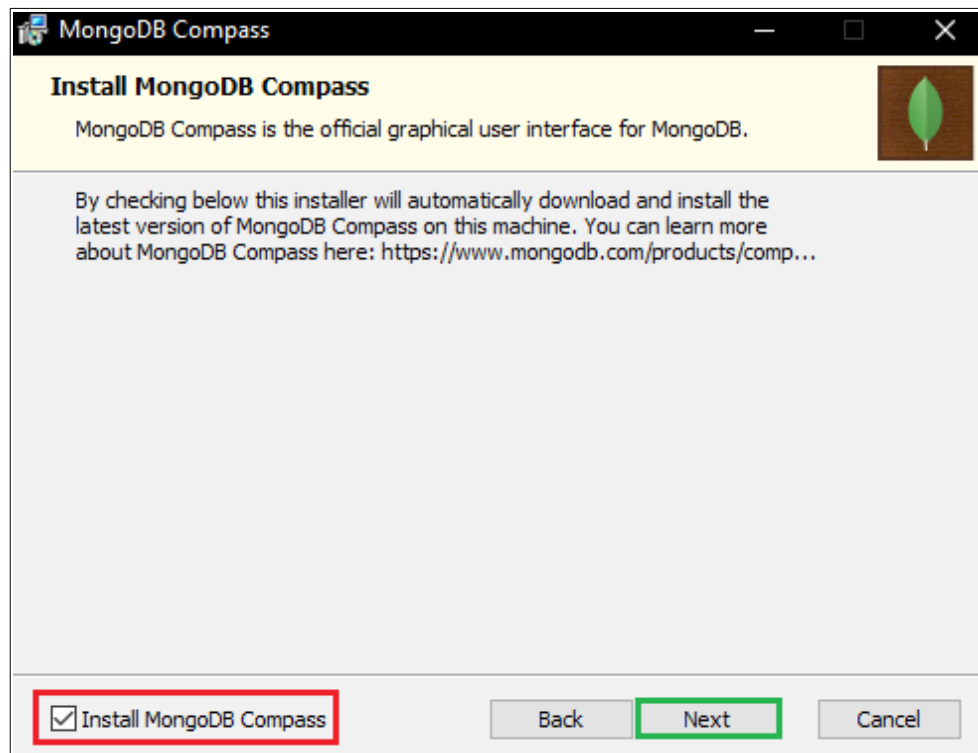 MongoDB Compass
Install MongoDB Compass
MongoDB Compass is the official graphical user interface for MongoDB.
By checking below this installer will automatically download and install the
latest version of MongoDB Compass on this machine. You can learn more
about MongoDB Compass here: https://www.mongodb.com/products/comp...
Install MongoDB Compass
Back
Next
Cancel